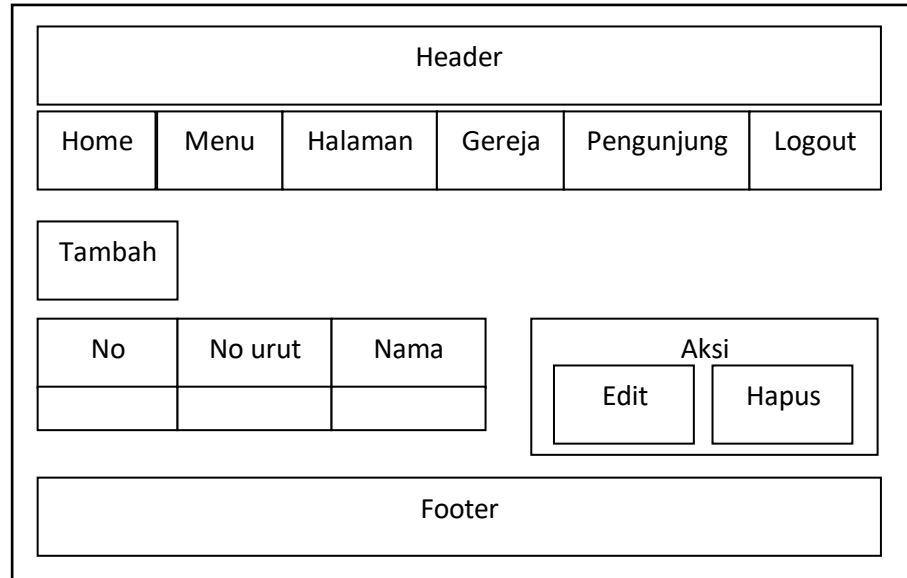 Header
Home Menu Halaman Gereja Pengunjung Logout
Tambah
No No urut Nama Aksi
Edit Hapus
Footer